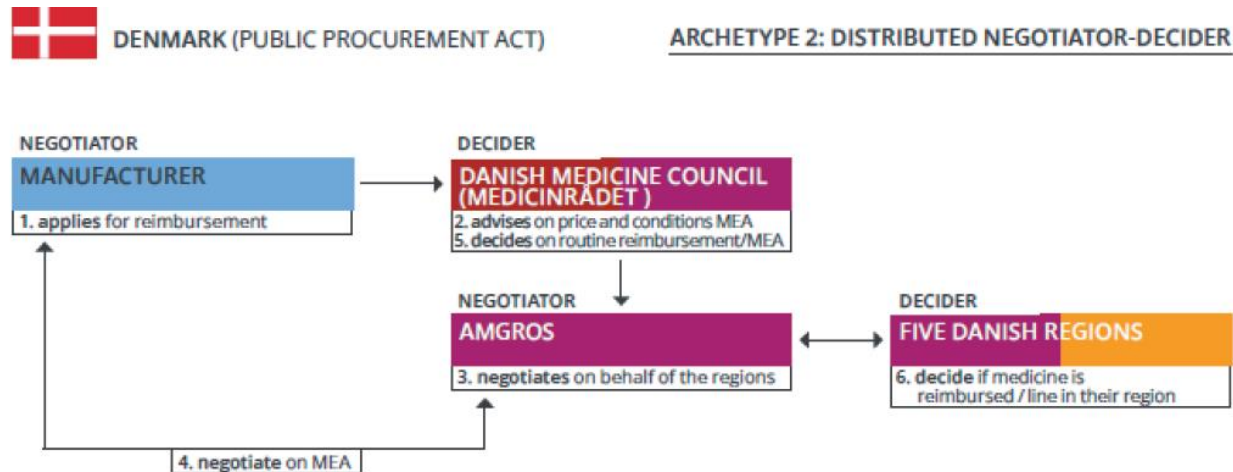 DENMARK (PUBLIC PROCUREMENT ACT)
ARCHETYPE 2: DISTRIBUTED NEGOTIATOR-DECIDER
NEGOTIATOR
MANUFACTURER
1. applies for reimbursement
DECIDER
DANISH MEDICINE COUNCIL
(MEDICINRÅDET )
2. advises on price and conditions MEA
5. decides on routine reimbursement/MEA
NEGOTIATOR
AMGROS
3. negotiates on behalf of the regions
DECIDER
FIVE DANISH REGIONS
6. decide if medicine is
reimbursed / line in their region
4. negotiate on MEA